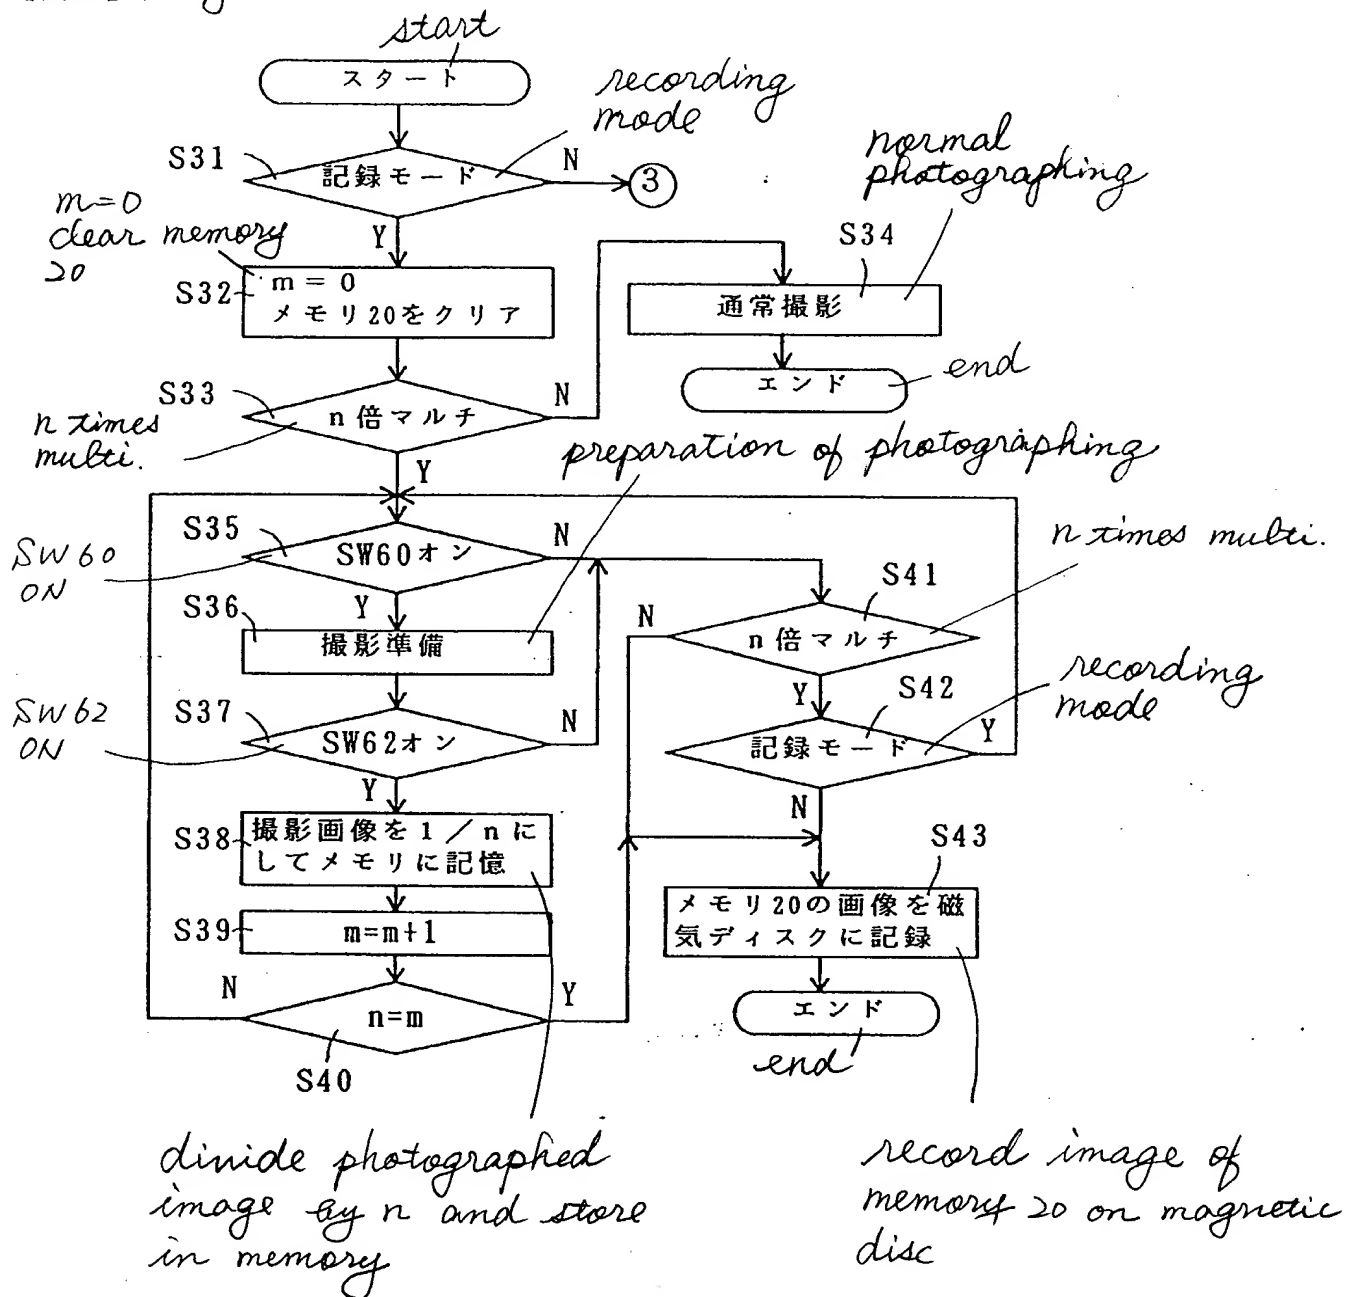 start
スタート
recording
mode
S31
記録モード
N
③
normal
photographing
m=0
clear memory
20
Y
S32
m = 0
メモリ20をクリア
S34
通常撮影
エンド
end
S33
n倍マルチ
N
n times
multi.
Y
preparation of photographing
S35
SW60オン
N
SW60
ON
Y
S36
撮影準備
S41
n倍マルチ
N
n times multi.
Y
S37
SW62オン
N
SW62
ON
Y
S42
記録モード
Y
recording
mode
N
S38
撮影画像を1/nに
してメモリに記憶
S39
m=m+1
N
n=m
Y
S40
S43
メモリ20の画像を磁
気ディスクに記録
エンド
end
divide photographed
image by n and store
in memory
record image of
memory 20 on magnetic
disc